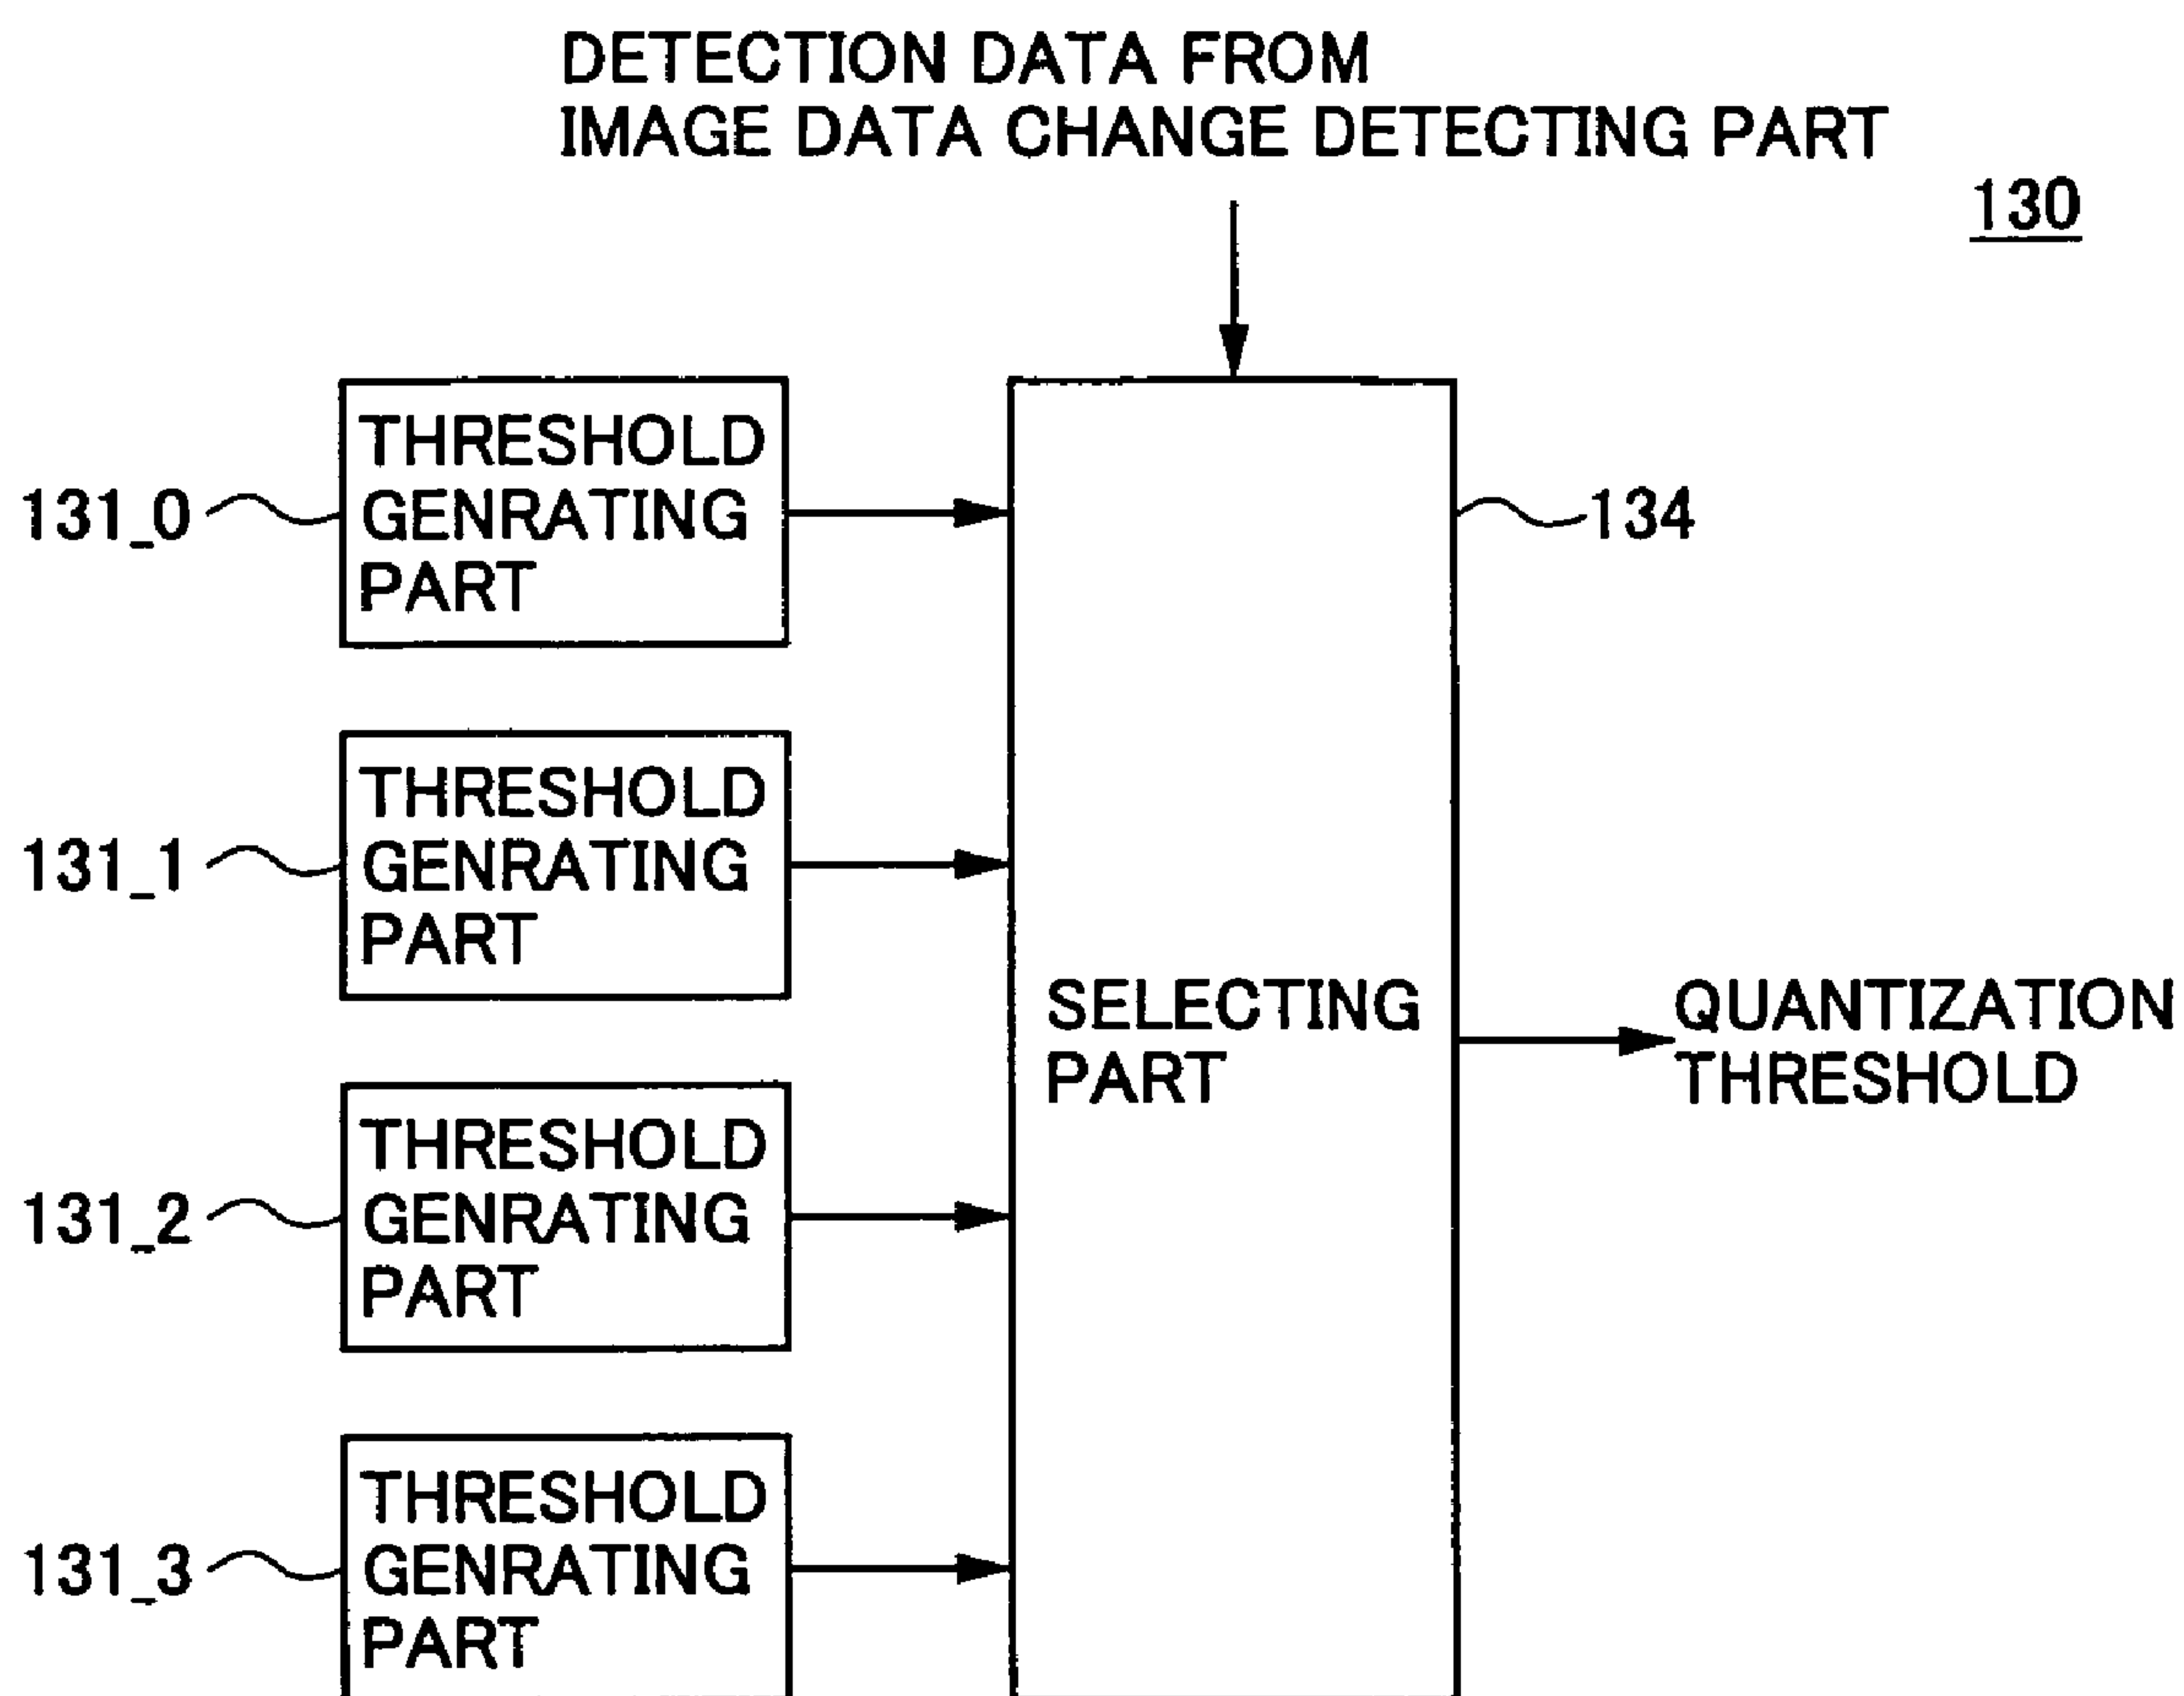 DETECTION DATA FROM
IMAGE DATA CHANGE DETECTING PART
130
THRESHOLD
GENRATING
PART
131_0
134
THRESHOLD
GENRATING
PART
131_1
SELECTING
PART
QUANTIZATION
THRESHOLD
THRESHOLD
GENRATING
PART
131_2
THRESHOLD
GENRATING
PART
131_3